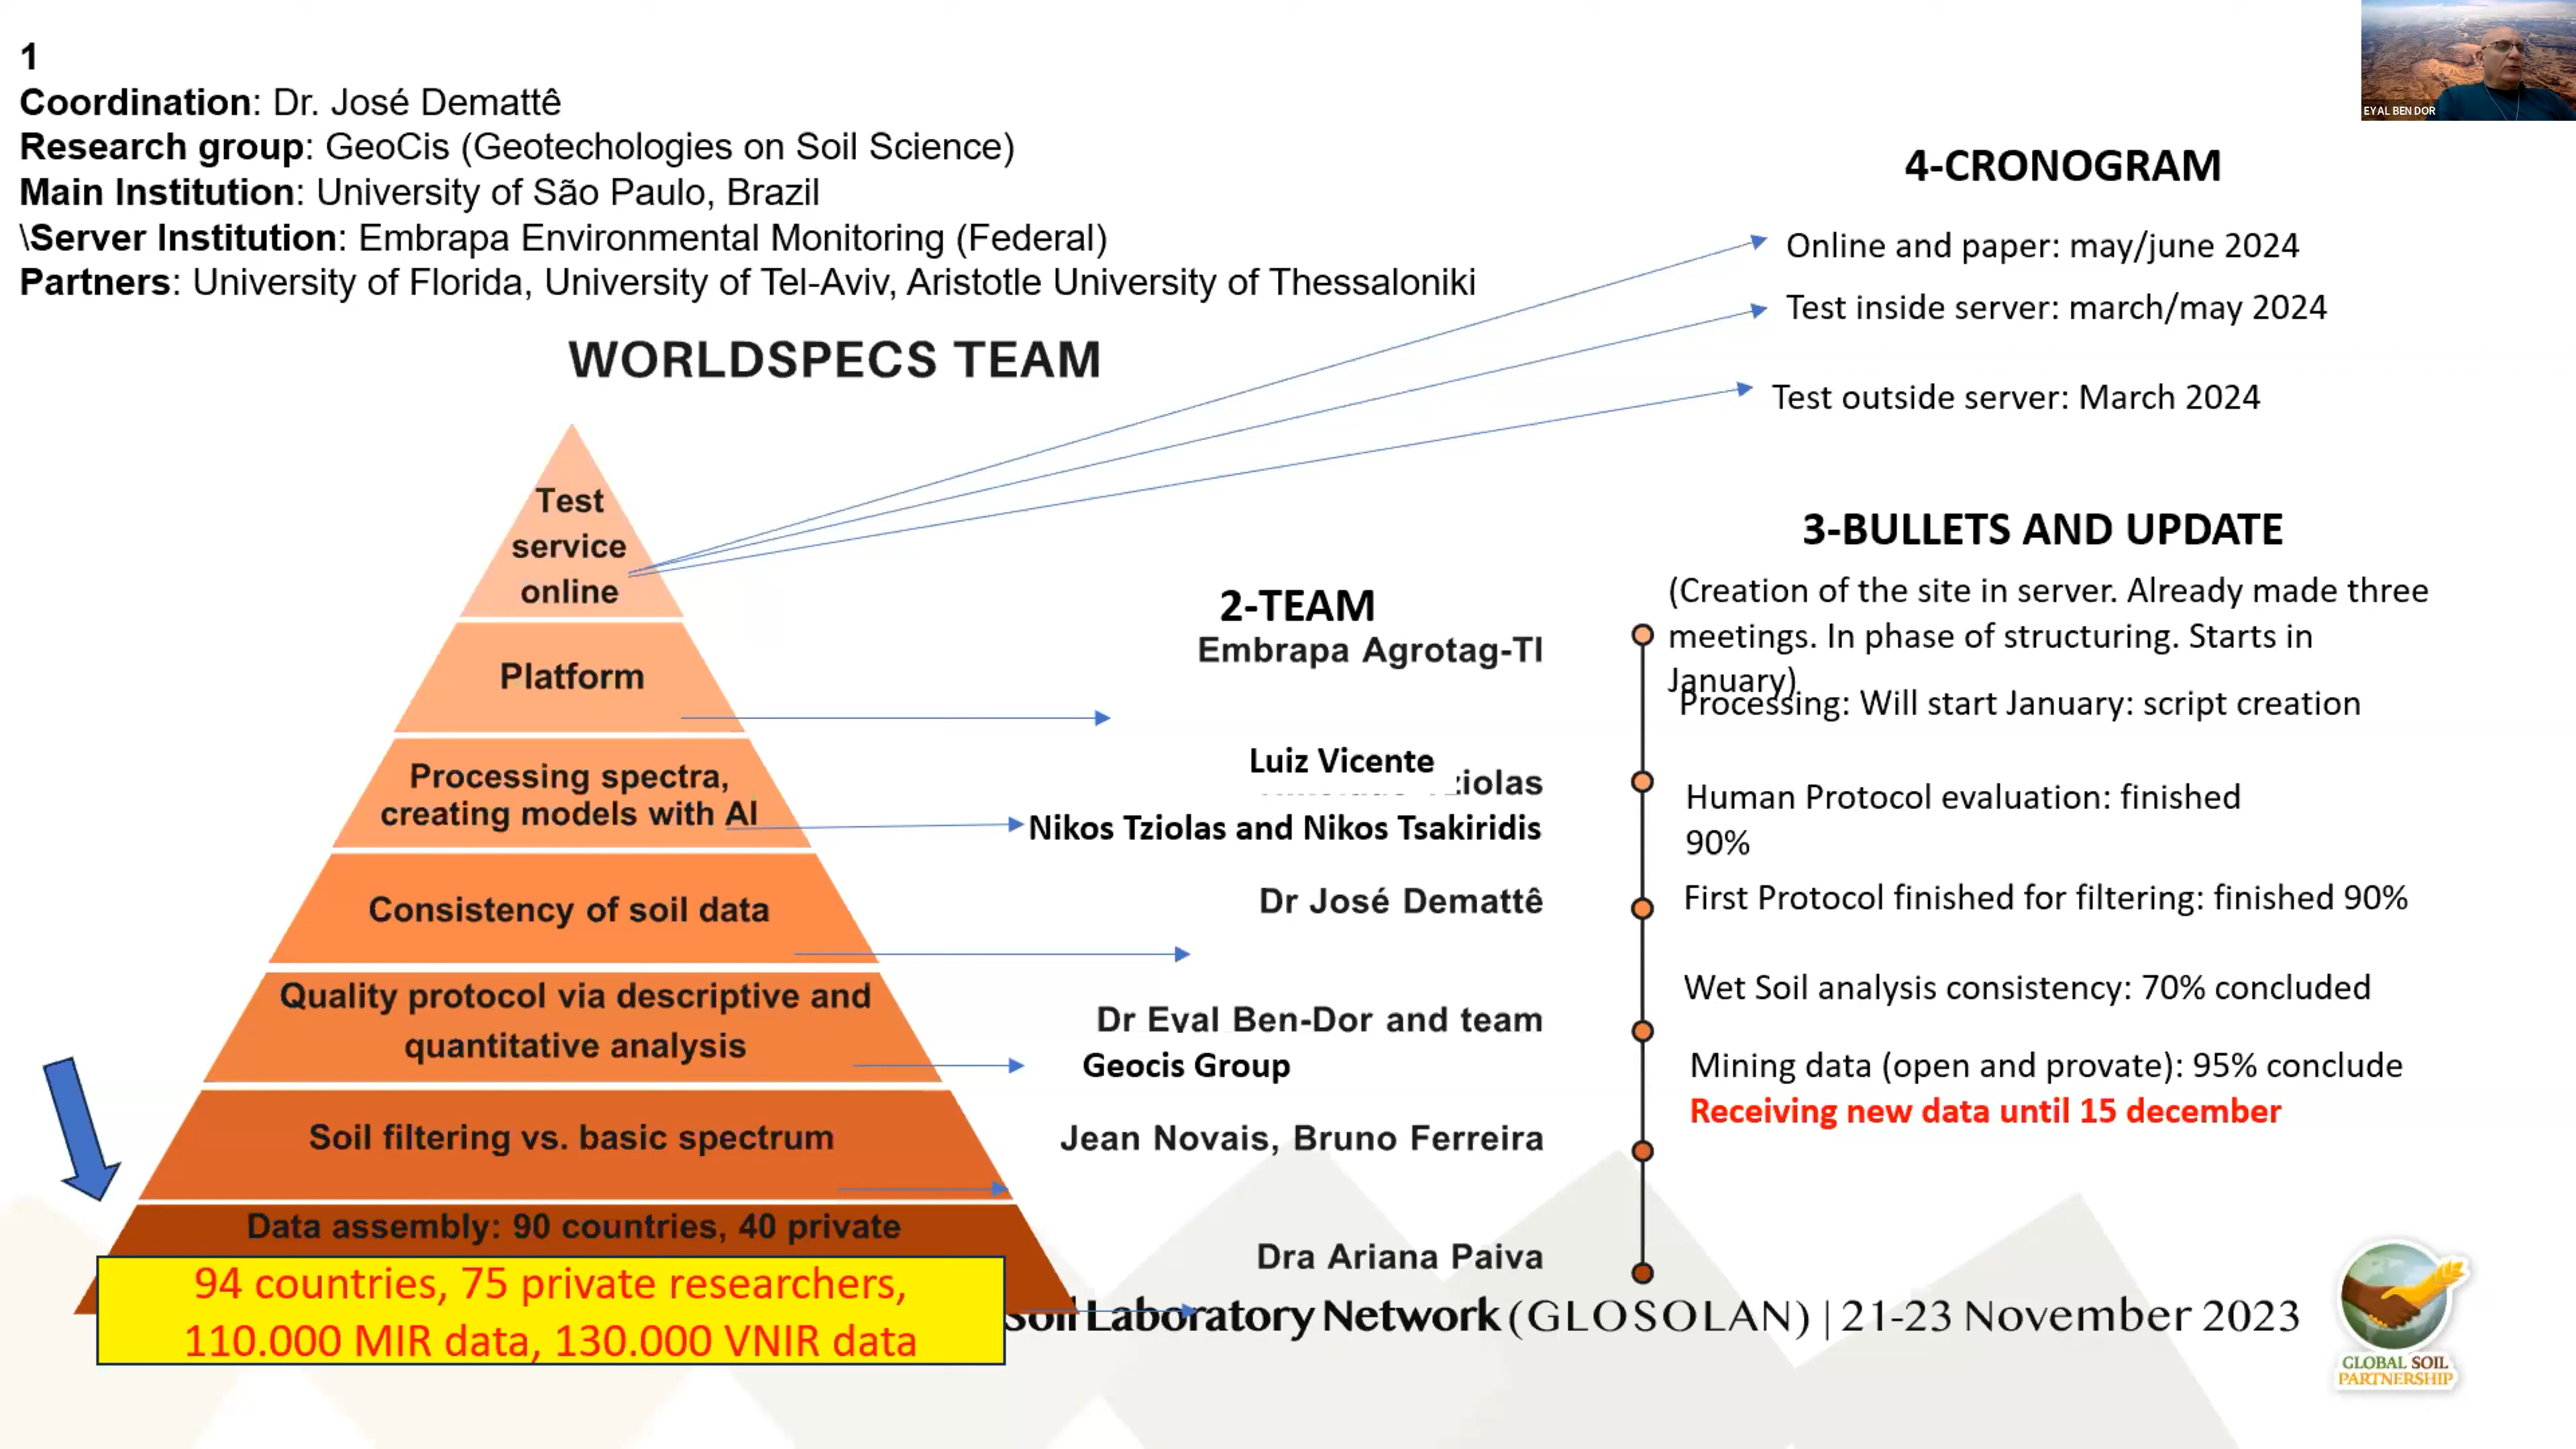 EYAL BEN DOR
1
Coordination: Dr. José Demattê
Research group: GeoCis (Geotechologies on Soil Science)
Main Institution: University of São Paulo, Brazil
\Server Institution: Embrapa Environmental Monitoring (Federal)
Partners: University of Florida, University of Tel-Aviv, Aristotle University of Thessaloniki
WORLDSPECS TEAM
Test
service
online
Platform
Processing spectra,
creating models with AI
Consistency of soil data
Quality protocol via descriptive and
quantitative analysis
Soil filtering vs. basic spectrum
Data assembly: 90 countries, 40 private
94 countries, 75 private researchers,
110.000 MIR data, 130.000 VNIR data
2-TEAM
Embrapa Agrotag-TI
Luiz Vicente
Nikos Tziolas and Nikos Tsakiridis
Dr José Demattê
Dr Eyal Ben-Dor and team
Geocis Group
Jean Novais, Bruno Ferreira
Dra Ariana Paiva
4-CRONOGRAM
Online and paper: may/june 2024
Test inside server: march/may 2024
Test outside server: March 2024
3-BULLETS AND UPDATE
(Creation of the site in server. Already made three
meetings. In phase of structuring. Starts in
January)
Processing: Will start January: script creation
Human Protocol evaluation: finished
90%
First Protocol finished for filtering: finished 90%
Wet Soil analysis consistency: 70% concluded
Mining data (open and provate): 95% conclude
Receiving new data until 15 december
Soil Laboratory Network (GLOSOLAN) | 21-23 November 2023
GLOBAL SOIL
PARTNERSHIP